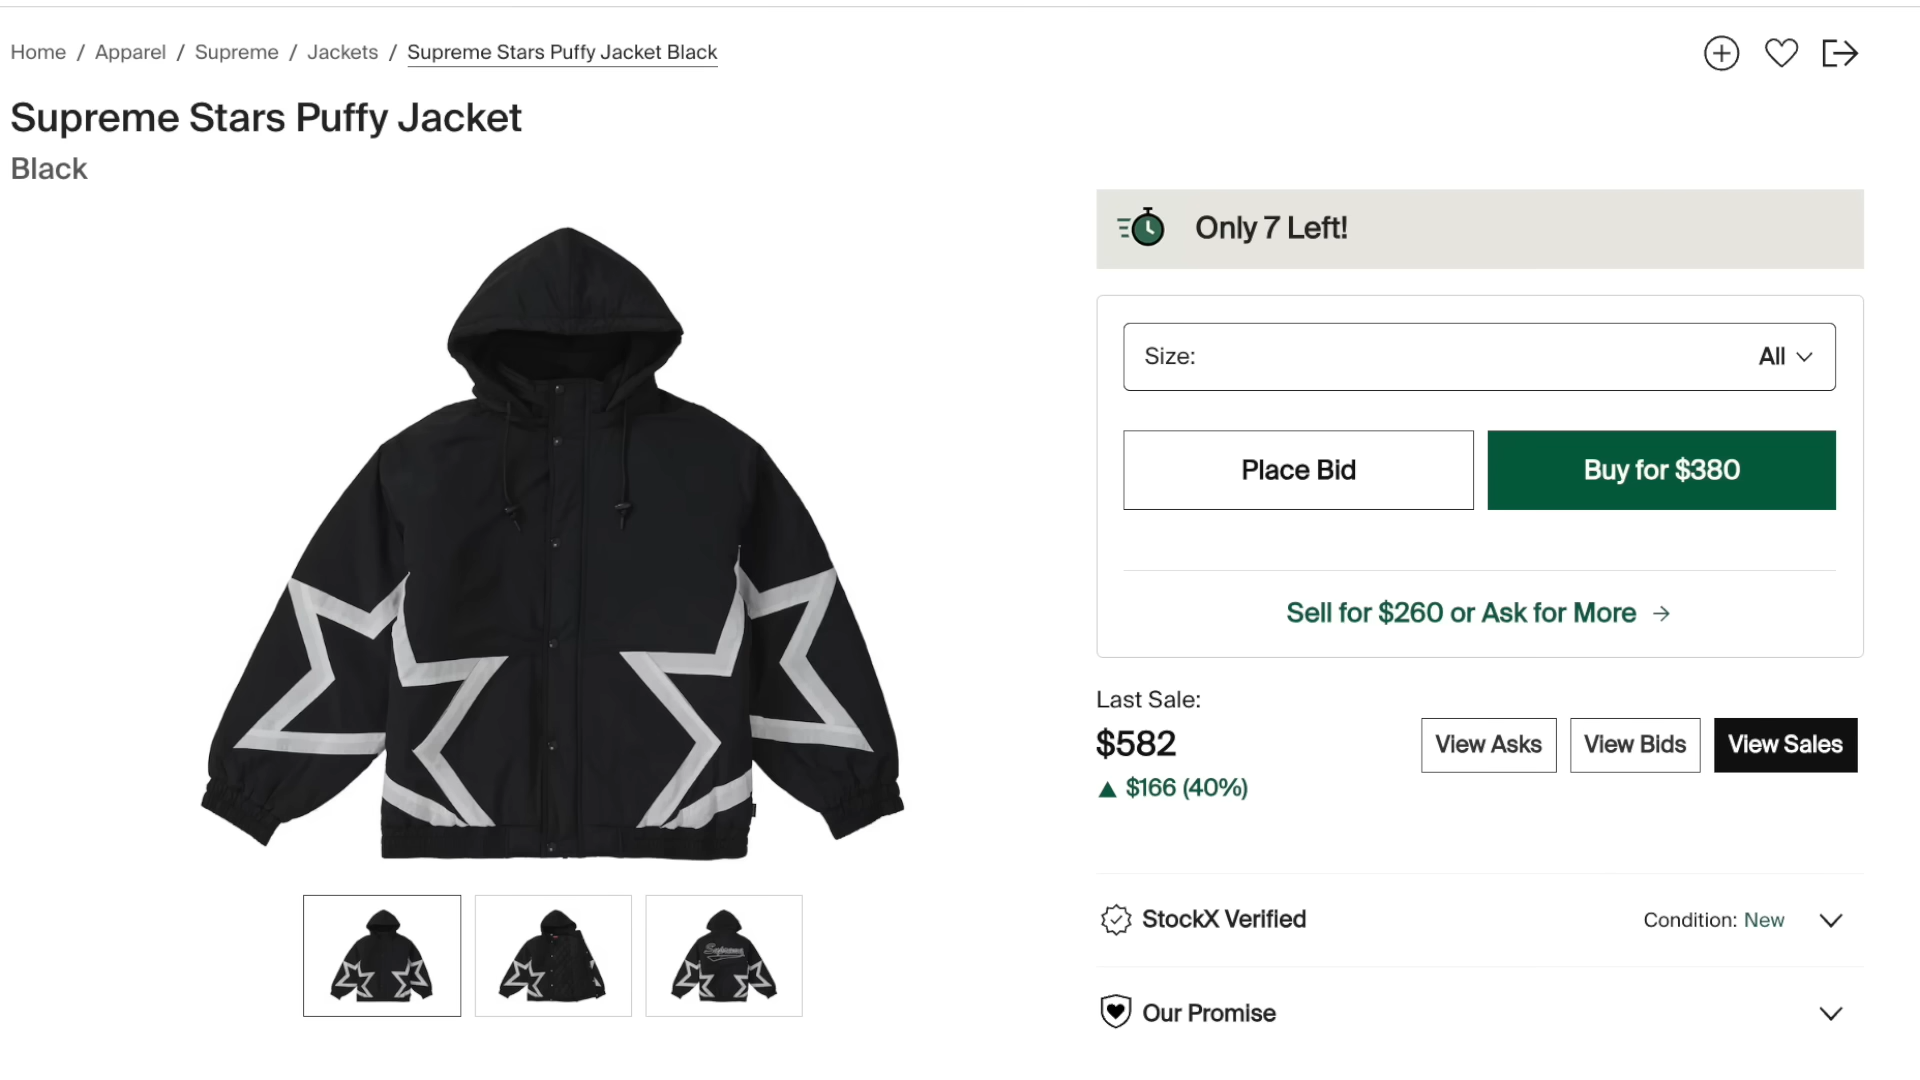 Home / Apparel / Supreme / Jackets / Supreme Stars Puffy Jacket Black
Supreme Stars Puffy Jacket
Black
Only 7 Left!
Size: All
Place Bid
Buy for $380
Sell for $260 or Ask for More
Last Sale:
$582
$166 (40%)
View Asks
View Bids
View Sales
Supreme
StockX Verified
Condition: New
Our Promise